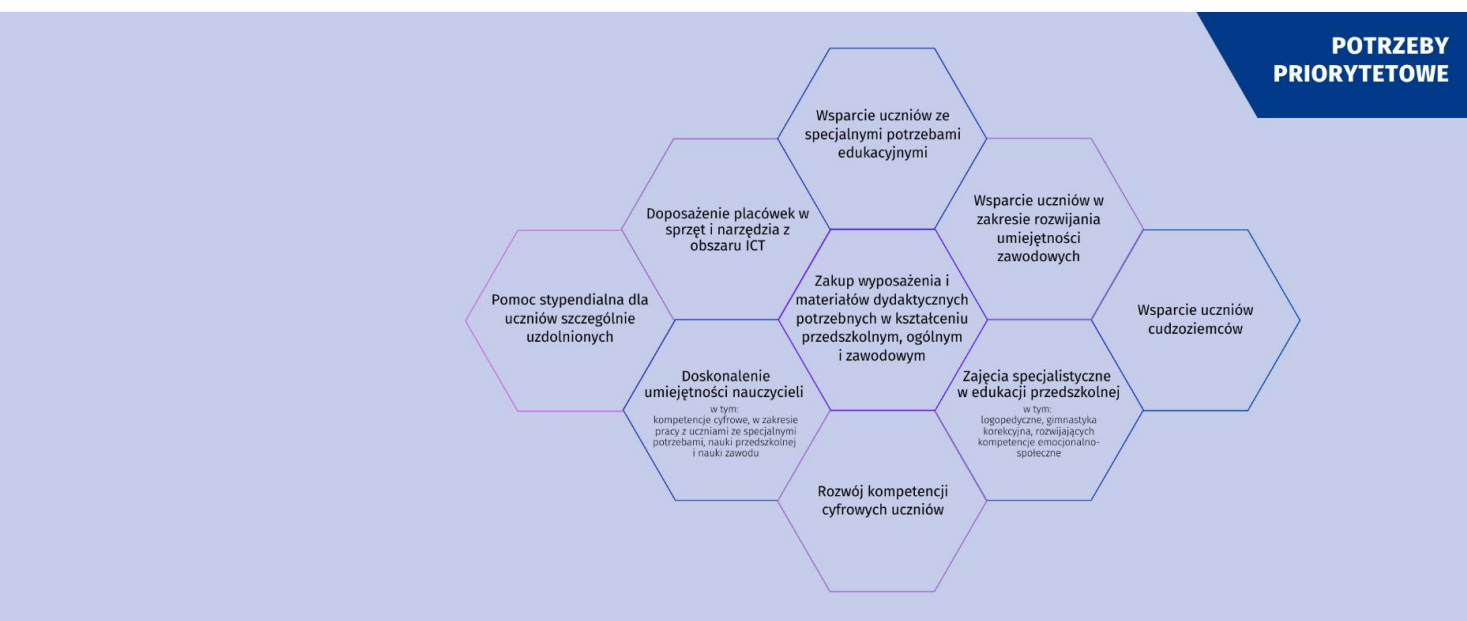 POTRZEBY
PRIORYTETOWE
Wsparcie uczniów ze
specjalnymi potrzebami
edukacyjnymi
Doposażenie placówek w
sprzęt i narzędzia z
obszaru ICT
Wsparcie uczniów w
zakresie rozwijania
umiejętności
zawodowych
Pomoc stypendialna dla
uczniów szczególnie
uzdolnionych
Zakup wyposażenia i
materiałów dydaktycznych
potrzebnych w kształceniu
przedszkolnym, ogólnym
i zawodowym
Wsparcie uczniów
cudzoziemców
Doskonalenie
umiejętności nauczycieli
w tym:
kompetencje cyfrowe, w zakresie
pracy z uczniami ze specjalnymi
potrzebami, nauki przedszkolnej
i nauki zawodu
Zajęcia specjalistyczne
w edukacji przedszkolnej
w tym:
logopedyczne, gimnastyka
korekcyjna, rozwijających
kompetencje emocjonalno-
społeczne
Rozwój kompetencji
cyfrowych uczniów